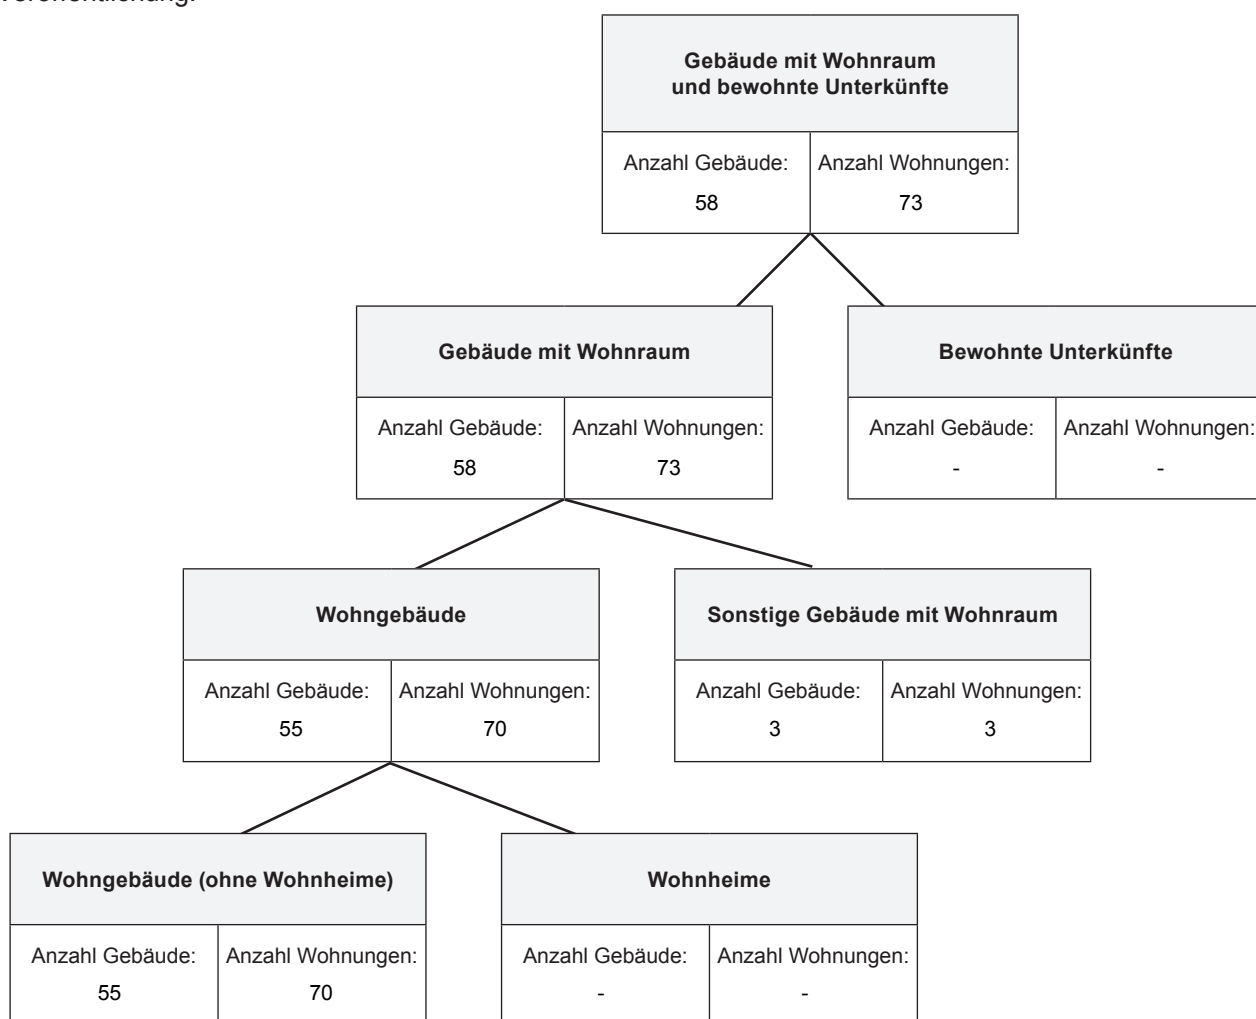 Veröffentlichung.
Gebäude mit Wohnraum
und bewohnte Unterkünfte
Anzahl Gebäude: Anzahl Wohnungen:
58 73
Gebäude mit Wohnraum
Anzahl Gebäude: Anzahl Wohnungen:
58 73
Bewohnte Unterkünfte
Anzahl Gebäude: Anzahl Wohnungen:
- -
Wohngebäude
Anzahl Gebäude: Anzahl Wohnungen:
55 70
Sonstige Gebäude mit Wohnraum
Anzahl Gebäude: Anzahl Wohnungen:
3 3
Wohngebäude (ohne Wohnheime)
Anzahl Gebäude: Anzahl Wohnungen:
55 70
Wohnheime
Anzahl Gebäude: Anzahl Wohnungen:
- -